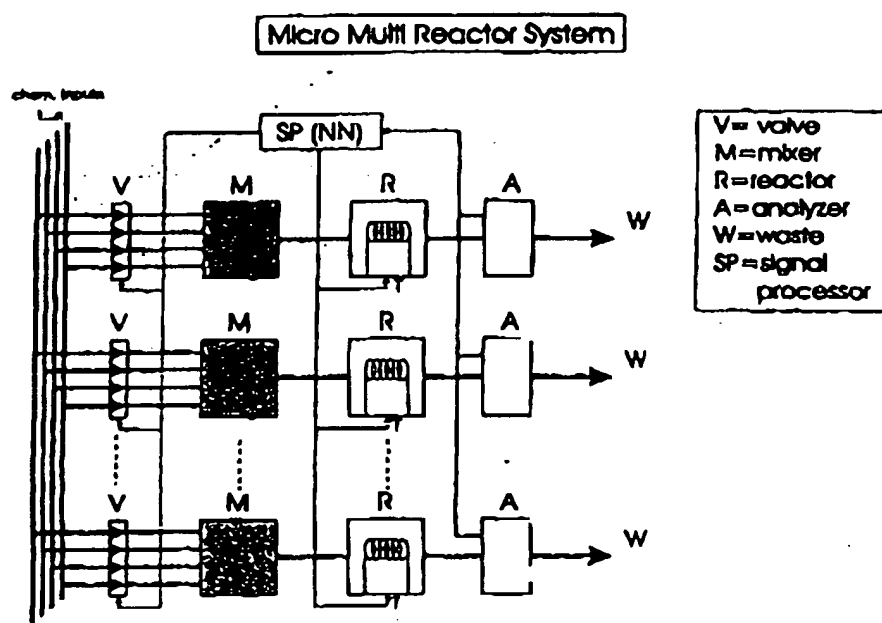 Micro Multi Reactor System
chem. inputs
SP (NN)
V M R A
W
V M R A
W
V M R A
W
V= valve
M=mixer
R=reactor
A=analyzer
W=waste
SP=signal
processor